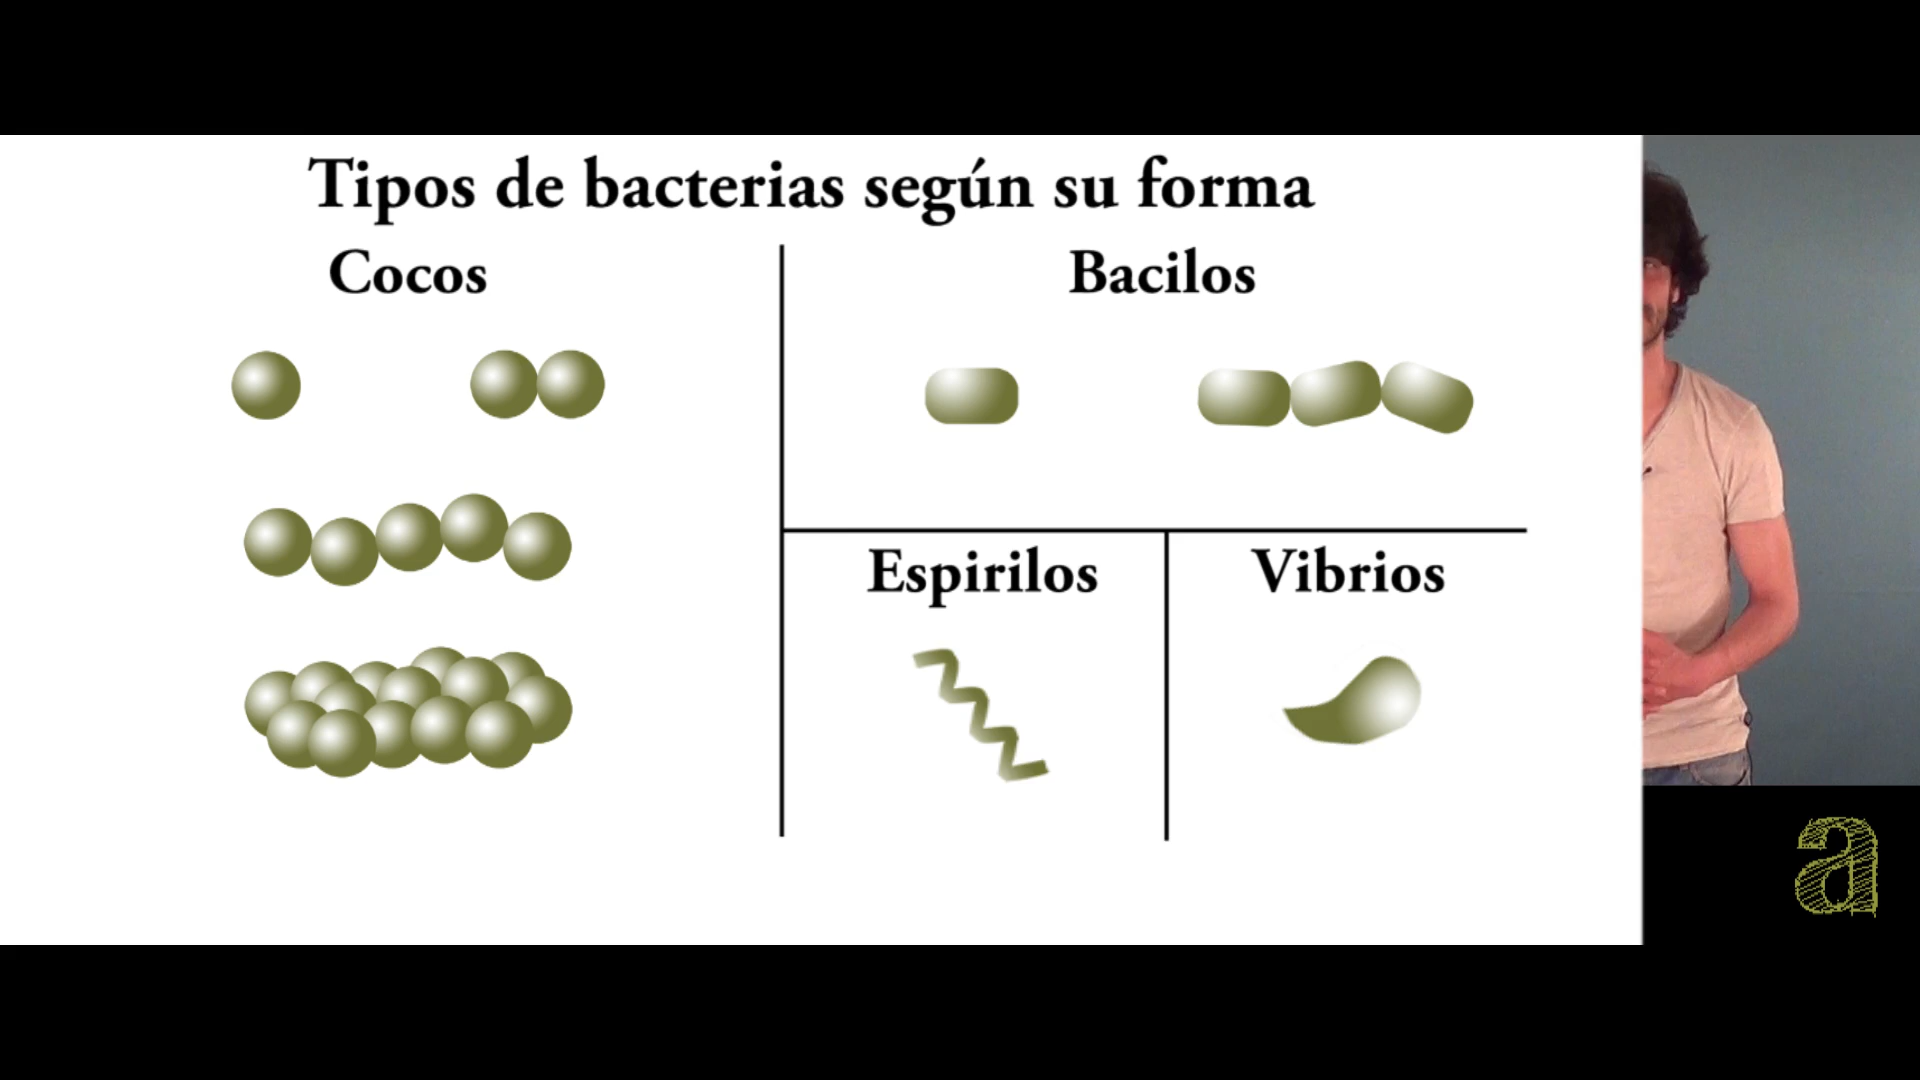 Tipos de bacterias según su forma
Cocos
Bacilos
Espirilos
Vibrios
a